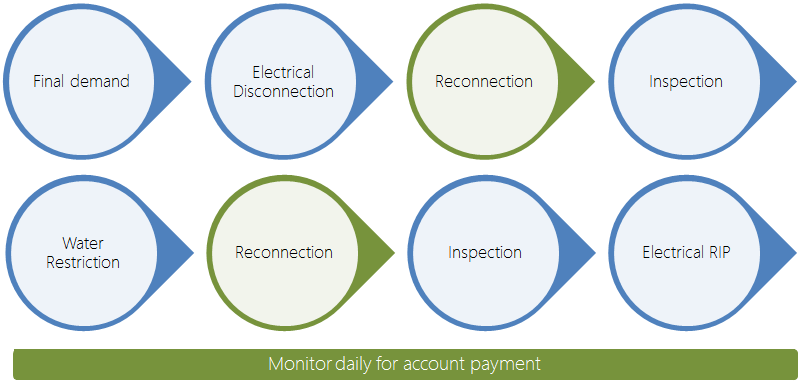 Final demand
Electrical
Disconnection
Reconnection
Inspection
Water
Restriction
Reconnection
Inspection
Electrical RIP
Monitor daily for account payment